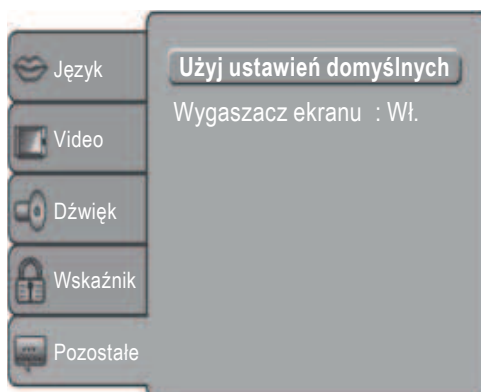 Język
Video
Dźwięk
Wskaźnik
Pozostałe
Użyj ustawień domyślnych
Wygaszacz ekranu : Wł.